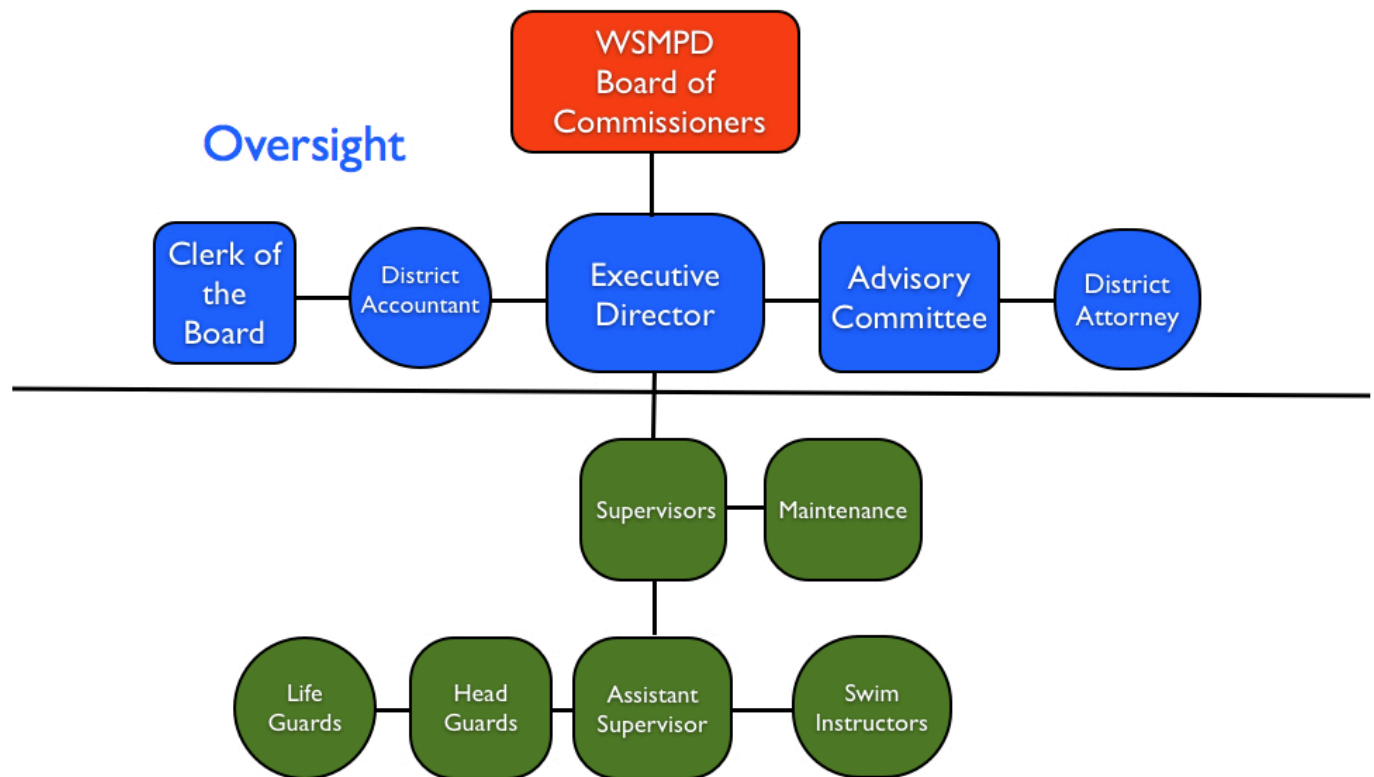 WSMPD
Board of
Commissioners
Oversight
Clerk of
the
Board
District
Accountant
Executive
Director
Advisory
Committee
District
Attorney
Supervisors
Maintenance
Life
Guards
Head
Guards
Assistant
Supervisor
Swim
Instructors